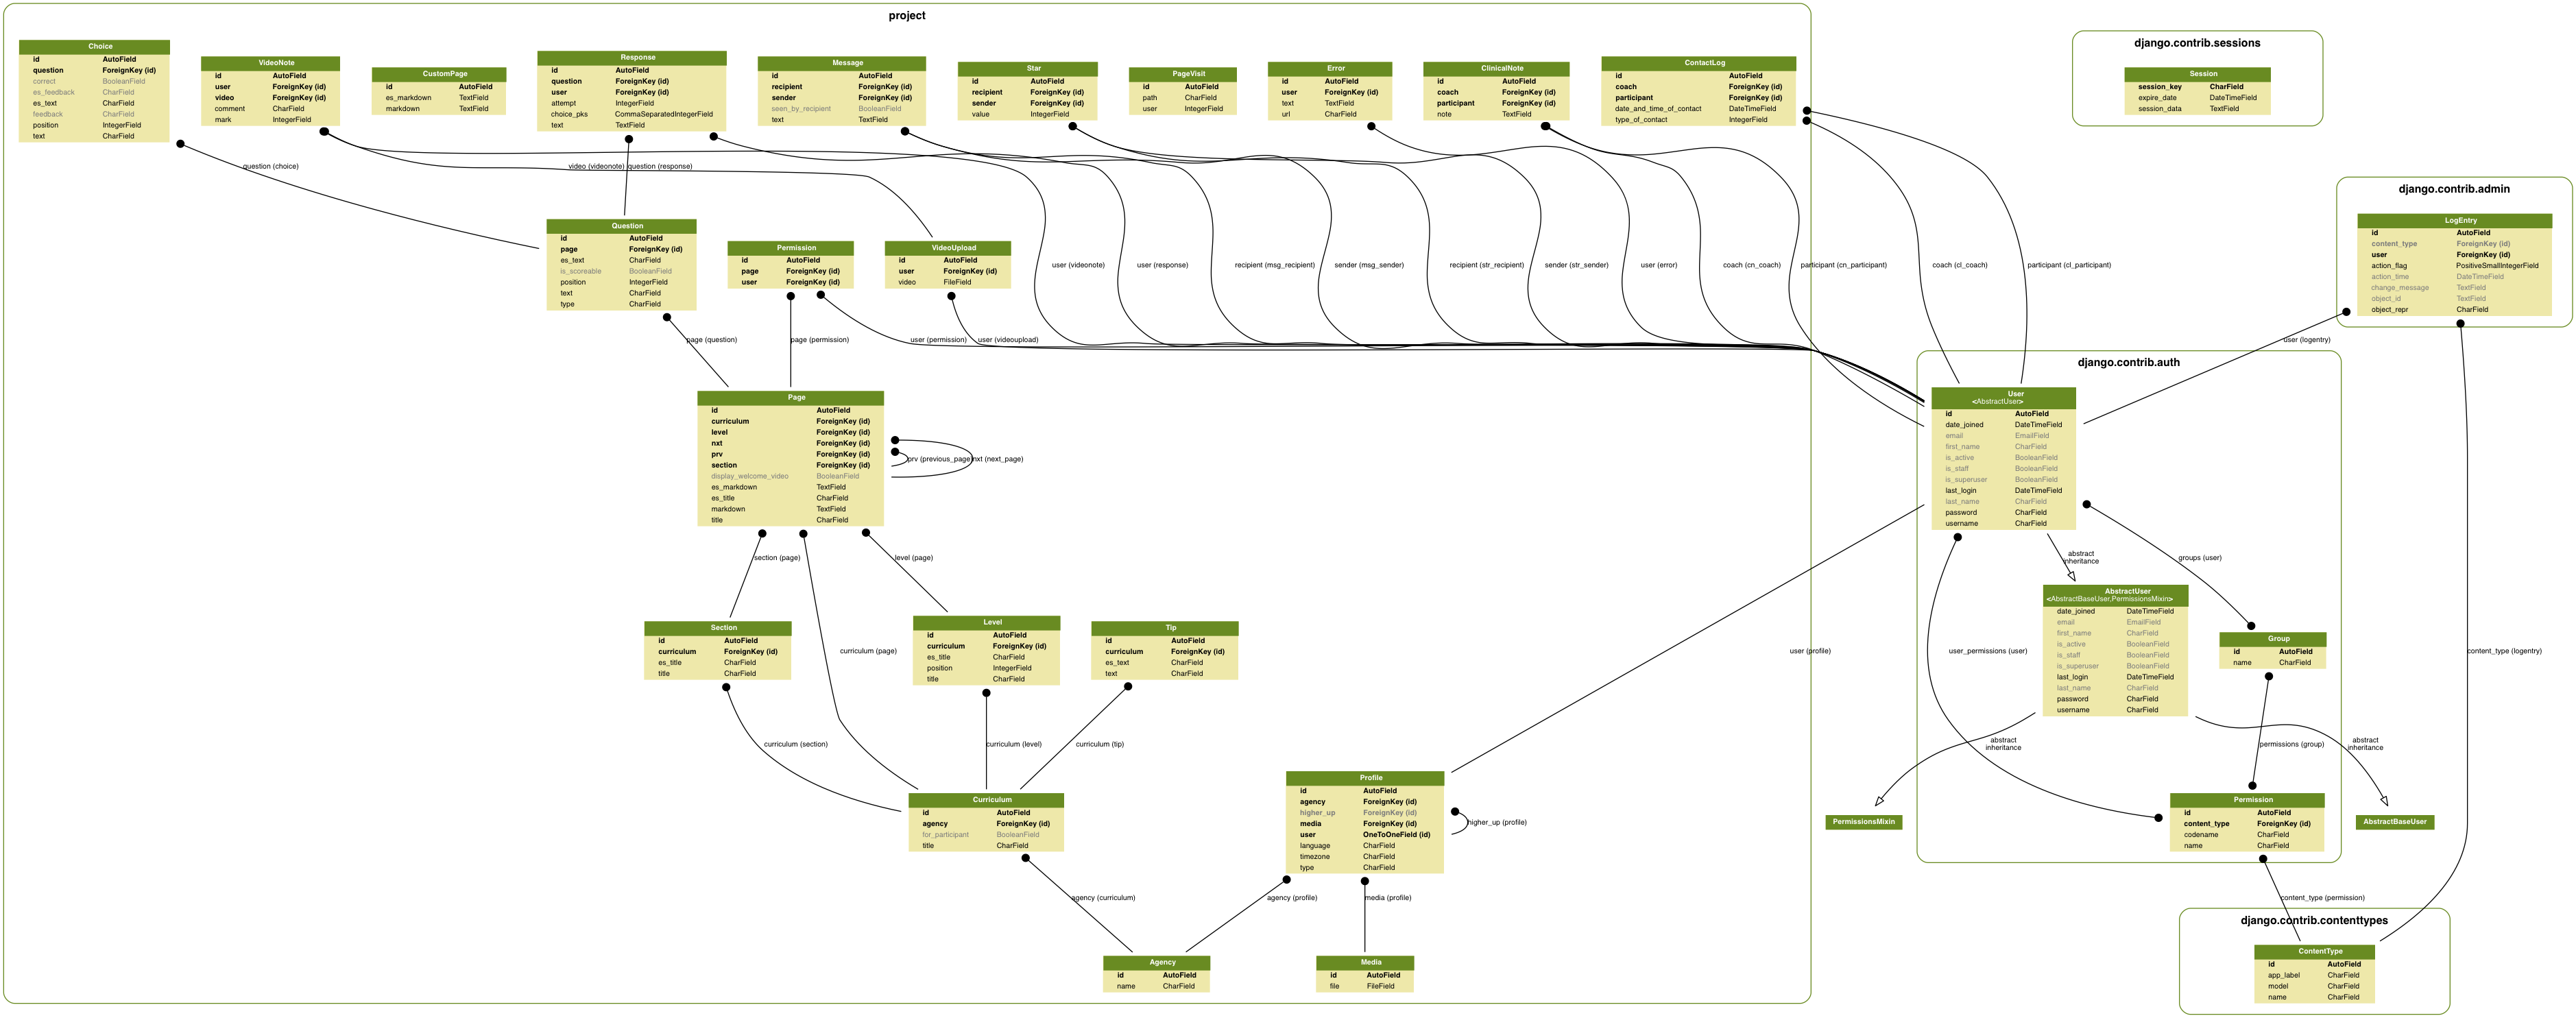 project
Choice
id AutoField
question ForeignKey (id)
correct BooleanField
es_feedback CharField
es_text CharField
feedback CharField
position IntegerField
text CharField
VideoNote
id AutoField
user ForeignKey (id)
video ForeignKey (id)
comment CharField
mark IntegerField
CustomPage
id AutoField
es_markdown TextField
markdown TextField
Response
id AutoField
question ForeignKey (id)
user ForeignKey (id)
attempt IntegerField
choice_pks CommaSeparatedIntegerField
text TextField
Message
id AutoField
recipient ForeignKey (id)
sender ForeignKey (id)
seen_by_recipient BooleanField
text TextField
Star
id AutoField
recipient ForeignKey (id)
sender ForeignKey (id)
value IntegerField
PageVisit
id AutoField
path CharField
user IntegerField
Error
id AutoField
user ForeignKey (id)
text TextField
url CharField
ClinicalNote
id AutoField
coach ForeignKey (id)
participant ForeignKey (id)
note TextField
ContactLog
id AutoField
coach ForeignKey (id)
participant ForeignKey (id)
date_and_time_of_contact DateTimeField
type_of_contact IntegerField
django.contrib.sessions
Session
session_key CharField
expire_date DateTimeField
session_data TextField
question (choice)
video (videonote)
question (response)
Question
id AutoField
page ForeignKey (id)
es_text CharField
is_scoreable BooleanField
position IntegerField
text CharField
type CharField
Permission
id AutoField
page ForeignKey (id)
user ForeignKey (id)
VideoUpload
id AutoField
user ForeignKey (id)
video FileField
user (videonote)
user (response)
recipient (msg_recipient)
sender (msg_sender)
recipient (str_recipient)
sender (str_sender)
user (error)
coach (cn_coach)
participant (cn_participant)
coach (cl_coach)
participant (cl_participant)
django.contrib.admin
LogEntry
id AutoField
content_type ForeignKey (id)
user ForeignKey (id)
action_flag PositiveSmallIntegerField
action_time DateTimeField
change_message TextField
object_id TextField
object_repr CharField
page (question)
page (permission)
user (permission)
user (videoupload)
user (logentry)
Page
id AutoField
curriculum ForeignKey (id)
level ForeignKey (id)
nxt ForeignKey (id)
prv ForeignKey (id)
section ForeignKey (id)
display_welcome_video BooleanField
es_markdown TextField
es_title CharField
markdown TextField
title CharField
prv (previous_page)
nxt (next_page)
django.contrib.auth
User
<AbstractUser>
id AutoField
date_joined DateTimeField
email EmailField
first_name CharField
is_active BooleanField
is_staff BooleanField
is_superuser BooleanField
last_login DateTimeField
last_name CharField
password CharField
username CharField
section (page)
level (page)
abstract
inheritance
groups (user)
Section
id AutoField
curriculum ForeignKey (id)
es_title CharField
title CharField
curriculum (page)
Level
id AutoField
curriculum ForeignKey (id)
es_title CharField
position IntegerField
title CharField
Tip
id AutoField
curriculum ForeignKey (id)
es_text CharField
text CharField
user (profile)
user_permissions (user)
AbstractUser
<AbstractBaseUser,PermissionsMixin>
date_joined DateTimeField
email EmailField
first_name CharField
is_active BooleanField
is_staff BooleanField
is_superuser BooleanField
last_login DateTimeField
last_name CharField
password CharField
username CharField
Group
id AutoField
name CharField
content_type (logentry)
curriculum (section)
curriculum (level)
curriculum (tip)
abstract
inheritance
permissions (group)
abstract
inheritance
Curriculum
id AutoField
agency ForeignKey (id)
for_participant BooleanField
title CharField
Profile
id AutoField
agency ForeignKey (id)
higher_up ForeignKey (id)
media ForeignKey (id)
user OneToOneField (id)
language CharField
timezone CharField
type CharField
higher_up (profile)
PermissionsMixin
Permission
id AutoField
content_type ForeignKey (id)
codename CharField
name CharField
AbstractBaseUser
agency (curriculum)
agency (profile)
media (profile)
content_type (permission)
Agency
id AutoField
name CharField
Media
id AutoField
file FileField
django.contrib.contenttypes
ContentType
id AutoField
app_label CharField
model CharField
name CharField